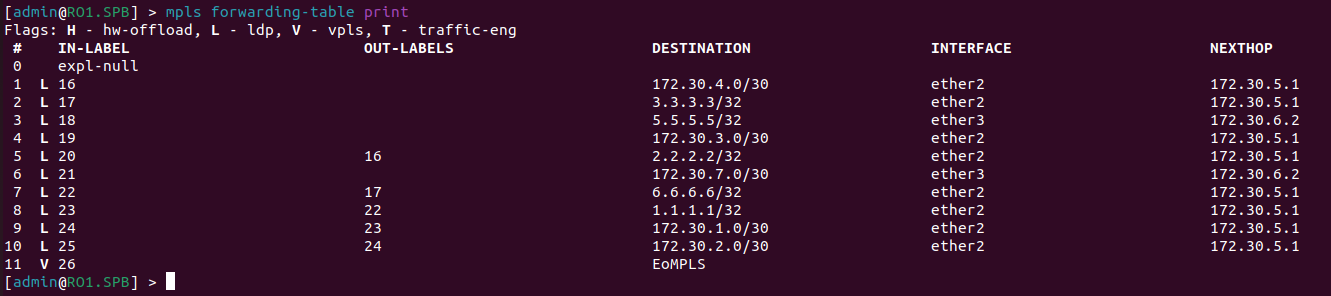 [admin@RO1.SPB] > mpls forwarding-table print
Flags: H - hw-offload, L - ldp, V - vpls, T - traffic-eng
 #    IN-LABEL    OUT-LABELS    DESTINATION    INTERFACE    NEXTHOP
 0    expl-null
 1  L 16    172.30.4.0/30    ether2    172.30.5.1
 2  L 17    3.3.3.3/32    ether2    172.30.5.1
 3  L 18    5.5.5.5/32    ether3    172.30.6.2
 4  L 19    172.30.3.0/30    ether2    172.30.5.1
 5  L 20    16    2.2.2.2/32    ether2    172.30.5.1
 6  L 21    172.30.7.0/30    ether3    172.30.6.2
 7  L 22    17    6.6.6.6/32    ether2    172.30.5.1
 8  L 23    22    1.1.1.1/32    ether2    172.30.5.1
 9  L 24    23    172.30.1.0/30    ether2    172.30.5.1
10  L 25    24    172.30.2.0/30    ether2    172.30.5.1
11  V 26    EoMPLS
[admin@RO1.SPB] >